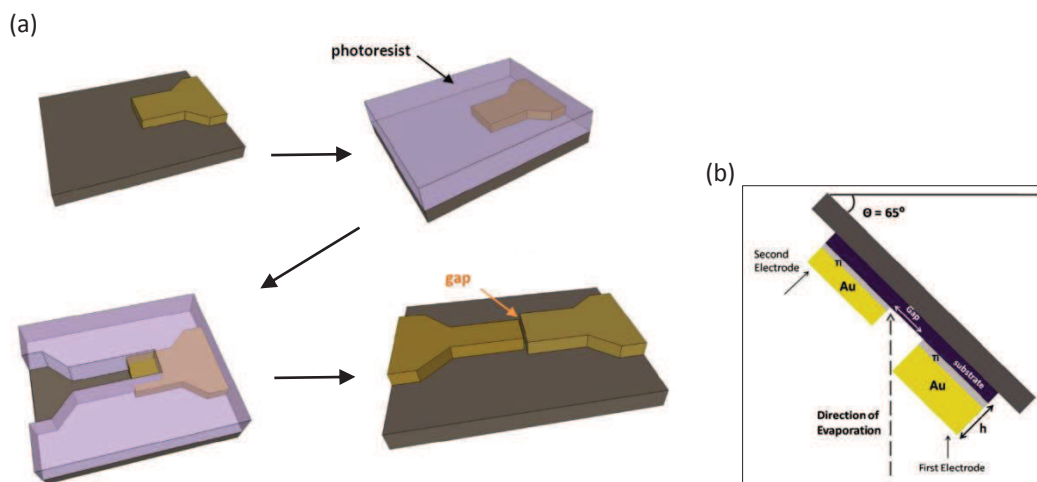 (a)
photoresist
gap
(b)
Θ = 65°
Second
Electrode
Ti
Au
Gap
Ti
substrate
Au
h
Direction of
Evaporation
First Electrode